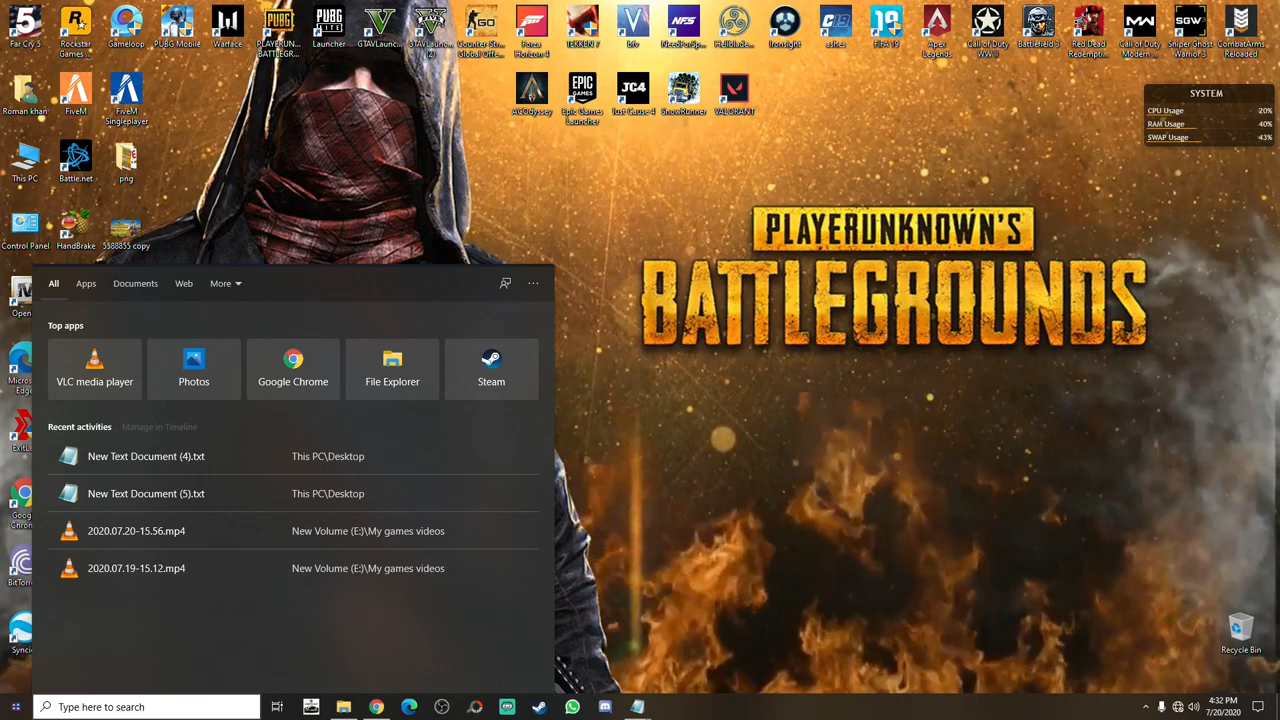 Far Cry 5
Rockstar
Games ...
Gameloop
PUBG Mobile
Warface
PLAYERUN...
BATTLEGR...
Launcher
GTAVLaunc...
GTAVLaunc...
(2)
Counter-Str...
Global Offe...
Forza
Horizon 4
TEKKEN 7
bfv
NeedForSp...
Hellblade...
Ironsight
ashes
FIFA 19
Apex
Legends
Call of Duty
WW II
Battlefield 3
Red Dead
Redempti...
Call of Duty
Modern ...
Sniper Ghost
Warrior 3
CombatArms
Reloaded
Roman khan
FiveM
FiveM
Singleplayer
ACOdyssey
Epic Games
Launcher
Just Cause 4
SnowRunner
VALORANT
SYSTEM
CPU Usage 20%
RAM Usage 40%
SWAP Usage 43%
This PC
Battle.net
png
Control Panel
HandBrake
5588855 copy
PLAYERUNKNOWN'S
BATTLEGROUNDS
All Apps Documents Web More
Top apps
VLC media player Photos Google Chrome File Explorer Steam
Recent activities Manage in Timeline
New Text Document (4).txt This PC\Desktop
New Text Document (5).txt This PC\Desktop
2020.07.20-15.56.mp4 New Volume (E:)\My games videos
2020.07.19-15.12.mp4 New Volume (E:)\My games videos
Recycle Bin
Type here to search
4:32 PM
7/20/2020